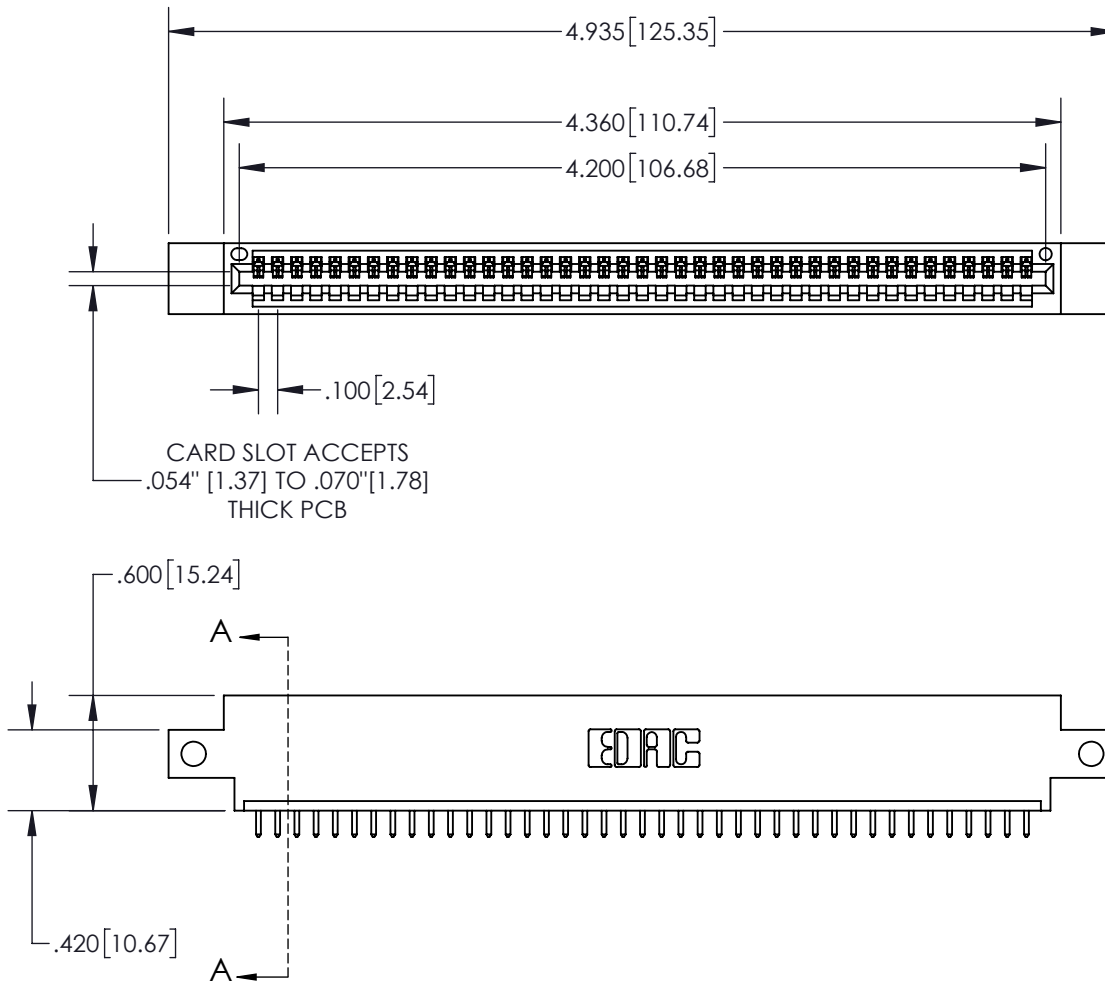 4.935[125.35]
4.360[110.74]
4.200[106.68]
.100[2.54]
CARD SLOT ACCEPTS
.054" [1.37] TO .070"[1.78]
THICK PCB
.600[15.24]
A
EDAC
.420[10.67]
A